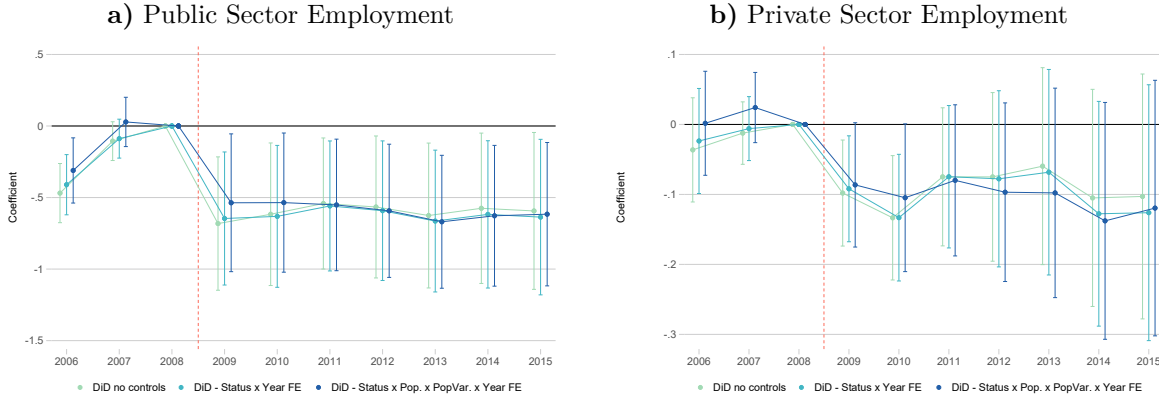 a) Public Sector Employment
.5
0
-.5
-1
-1.5
Coefficient
2006 2007 2008 2009 2010 2011 2012 2013 2014 2015
DiD no controls DiD - Status x Year FE DiD - Status x Pop. x PopVar. x Year FE
b) Private Sector Employment
.1
0
-.1
-.2
-.3
Coefficient
2006 2007 2008 2009 2010 2011 2012 2013 2014 2015
DiD no controls DiD - Status x Year FE DiD - Status x Pop. x PopVar. x Year FE